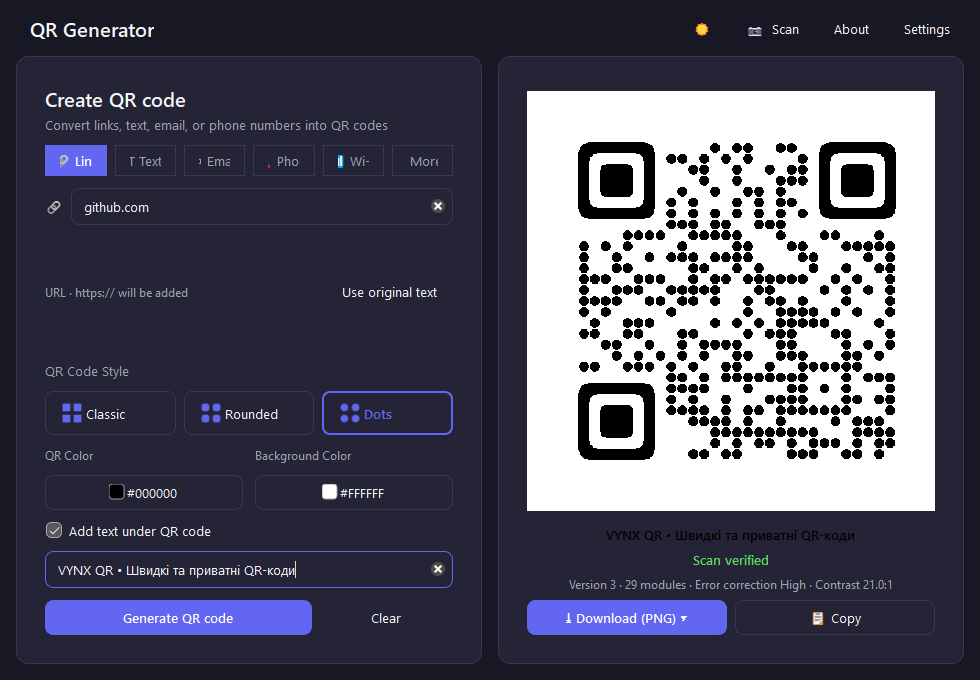 QR Generator
Scan
About
Settings
Create QR code
Convert links, text, email, or phone numbers into QR codes
Lin
Text
Ema
Pho
Wi-
More
github.com
URL · https:// will be added
Use original text
QR Code Style
Classic
Rounded
Dots
QR Color
Background Color
#000000
#FFFFFF
Add text under QR code
VYNX QR • Швидкі та приватні QR-коди
Generate QR code
Clear
VYNX QR • Швидкі та приватні QR-коди
Scan verified
Version 3 · 29 modules · Error correction High · Contrast 21.0:1
Download (PNG)
Copy